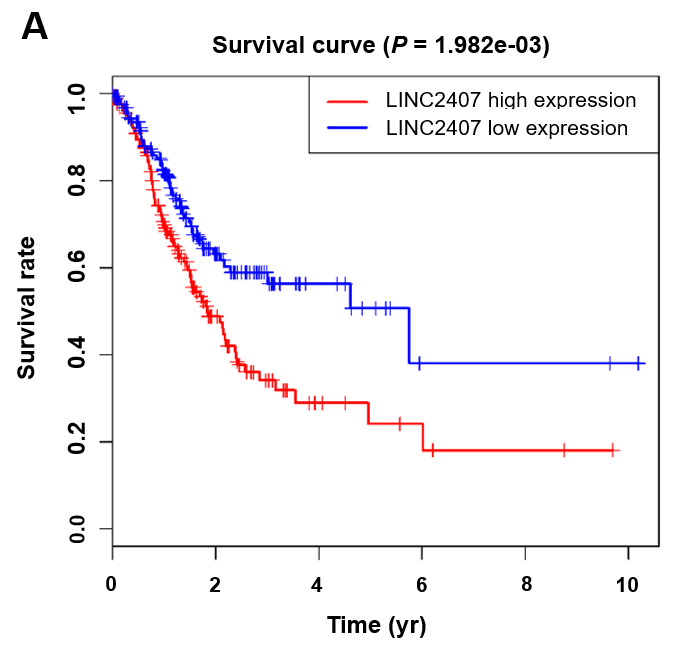 A
Survival curve (P = 1.982e-03)
LINC2407 high expression
LINC2407 low expression
Survival rate
1.0
0.8
0.6
0.4
0.2
0.0
0 2 4 6 8 10
Time (yr)